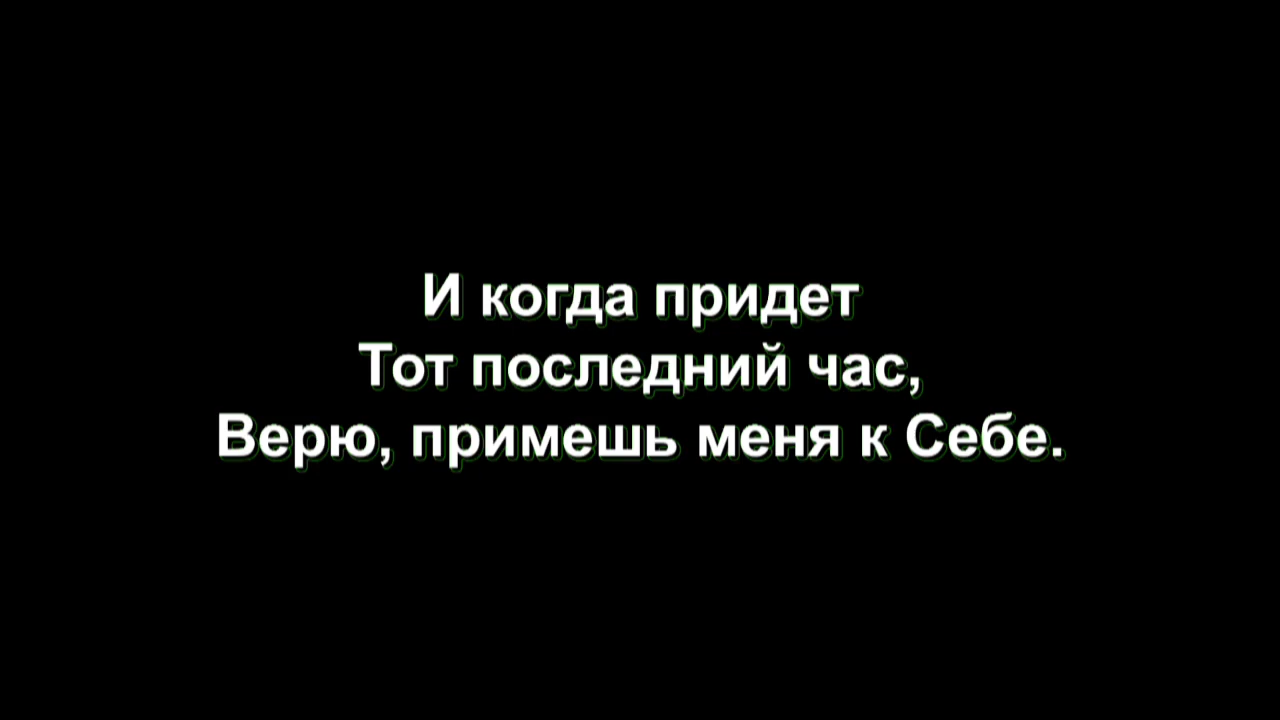 И когда придет
Тот последний час,
Верю, примешь меня к Себе.